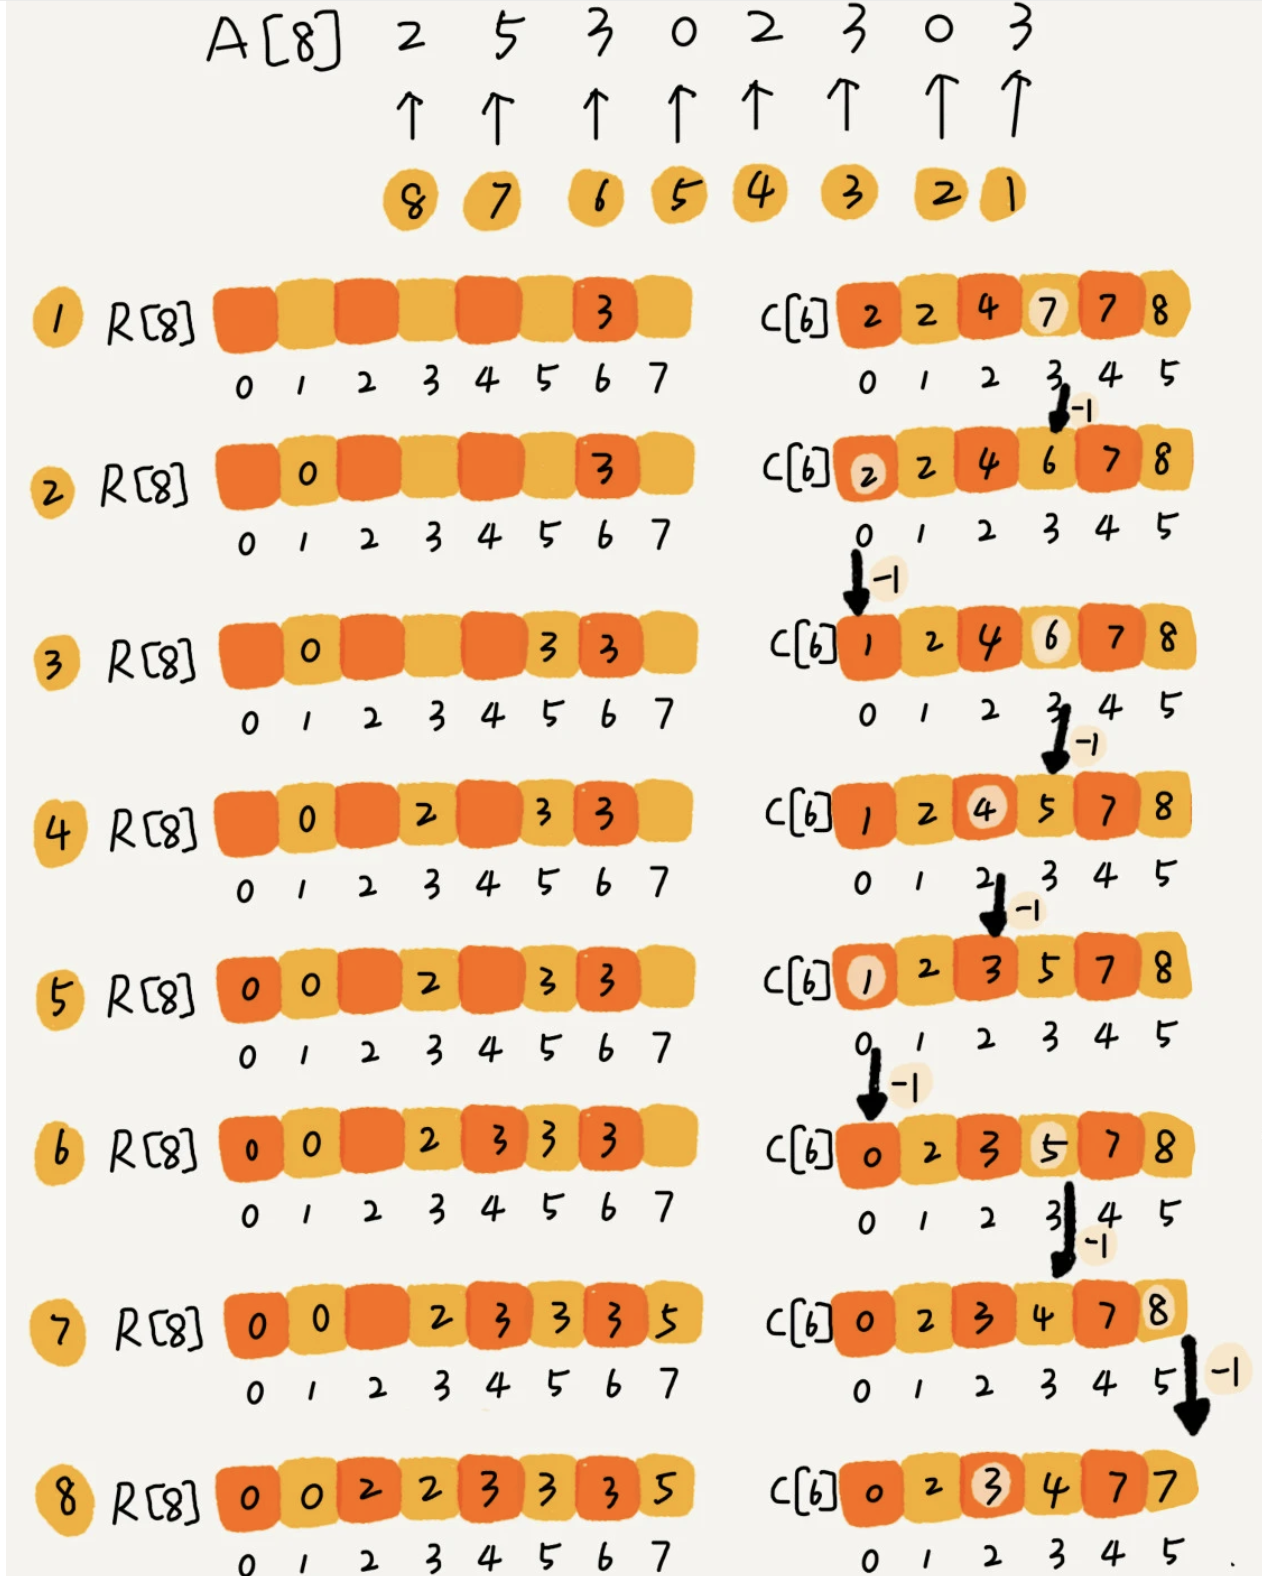 A[8] 2 5 3 0 2 3 0 3
8 7 6 5 4 3 2 1
1 R[8] 3 C[6] 2 2 4 7 7 8
0 1 2 3 4 5 6 7 0 1 2 3 4 5
-1
2 R[8] 0 3 C[6] 2 2 4 6 7 8
0 1 2 3 4 5 6 7 0 1 2 3 4 5
-1
3 R[8] 0 3 3 C[6] 1 2 4 6 7 8
0 1 2 3 4 5 6 7 0 1 2 3 4 5
-1
4 R[8] 0 2 3 3 C[6] 1 2 4 5 7 8
0 1 2 3 4 5 6 7 0 1 2 3 4 5
-1
5 R[8] 0 0 2 3 3 C[6] 1 2 3 5 7 8
0 1 2 3 4 5 6 7 0 1 2 3 4 5
-1
6 R[8] 0 0 2 3 3 3 C[6] 0 2 3 5 7 8
0 1 2 3 4 5 6 7 0 1 2 3 4 5
-1
7 R[8] 0 0 2 3 3 3 5 C[6] 0 2 3 4 7 8
0 1 2 3 4 5 6 7 0 1 2 3 4 5
-1
8 R[8] 0 0 2 2 3 3 3 5 C[6] 0 2 3 4 7 7
0 1 2 3 4 5 6 7 0 1 2 3 4 5